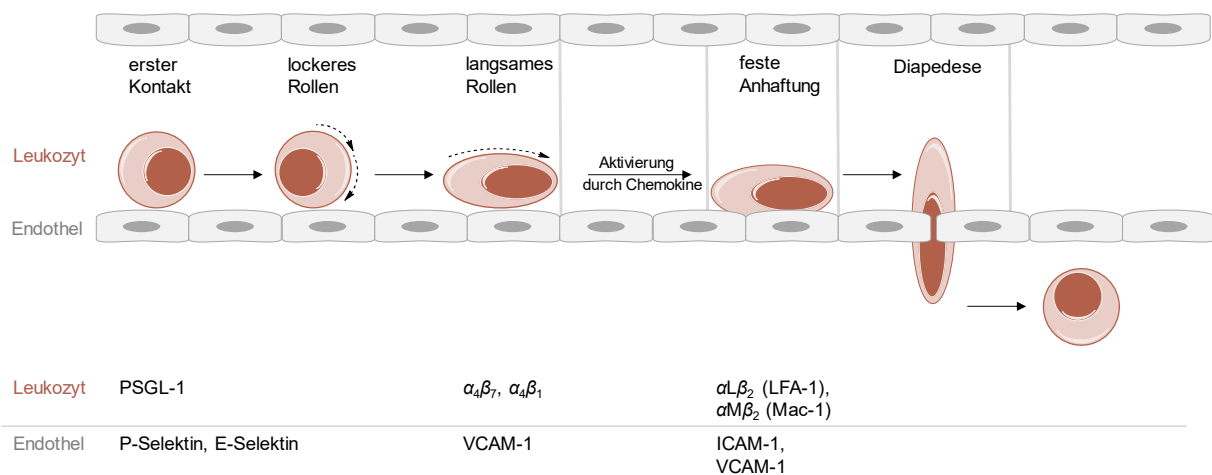 erster
Kontakt
lockeres
Rollen
langsames
Rollen
feste
Anhaftung
Diapedese
Leukozyt
Aktivierung
durch Chemokine
Endothel
Leukozyt PSGL-1 α₄β₇, α₄β₁ αLβ₂ (LFA-1),
αMβ₂ (Mac-1)
Endothel P-Selektin, E-Selektin VCAM-1 ICAM-1,
VCAM-1